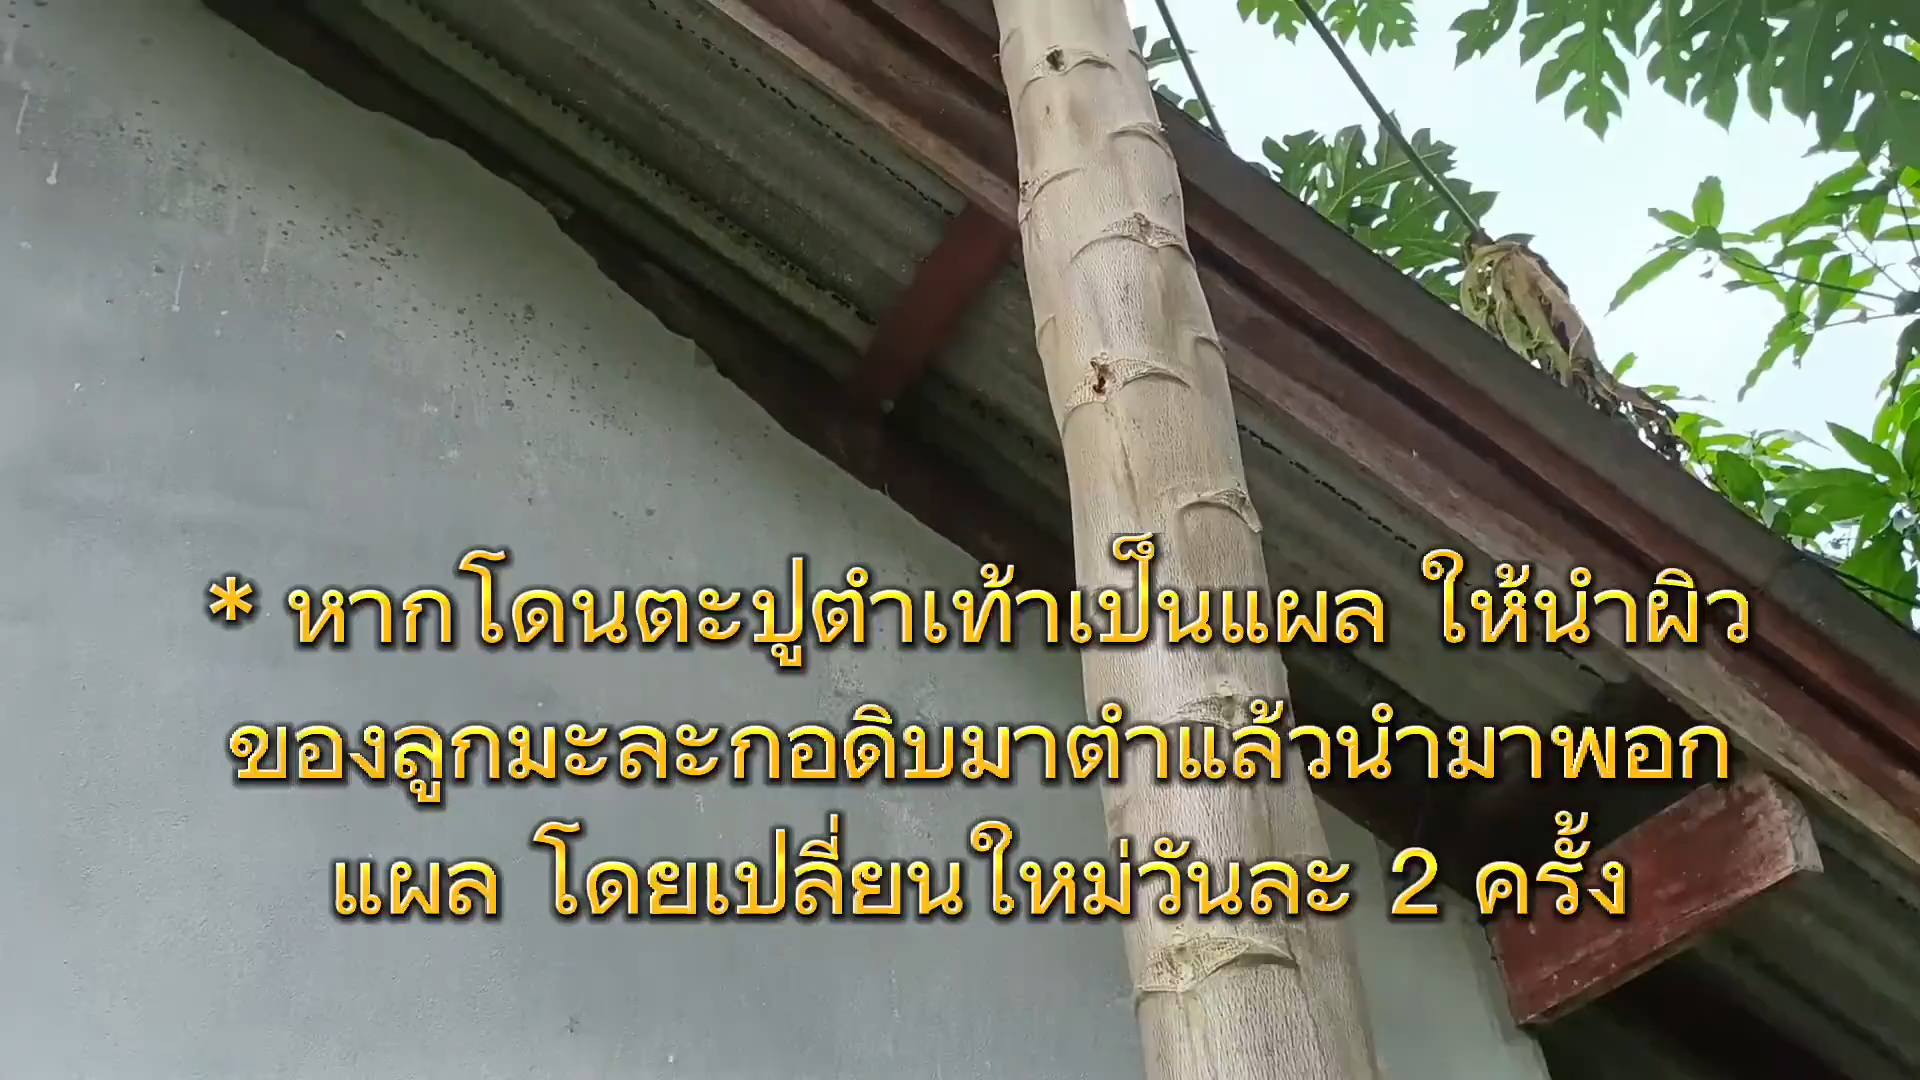 * หากโดนตะปูตำเท้าเป็นแผล ให้นำผิว
ของลูกมะละกอดิบมาตำแล้วนำมาพอก
แผล โดยเปลี่ยนใหม่วันละ 2 ครั้ง